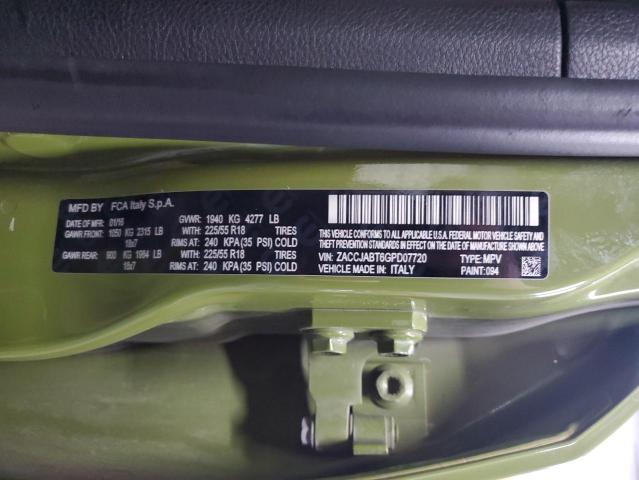 MFD BY FCA Italy S.p.A.
DATE OF MFR 01/16 GVWR: 1940 KG 4277 LB
GAWR FRONT: 1050 KG 2315 LB WITH 225/55 R18 TIRES
18x7 RIMS AT: 240 KPA (35 PSI) COLD
GAWR REAR: 900 KG 1984 LB WITH 225/55 R18 TIRES
18x7 RIMS AT: 240 KPA (35 PSI) COLD
THIS VEHICLE CONFORMS TO ALL APPLICABLE U.S.A. FEDERAL MOTOR VEHICLE SAFETY
BUMPER, AND THEFT PREVENTION STANDARDS IN EFFECT ON THE DATE OF MANUFACTURE SHOWN ABOVE
VIN: ZACCJABT6GPD07720 TYPE: MPV
VEHICLE MADE IN: ITALY PAINT: 094